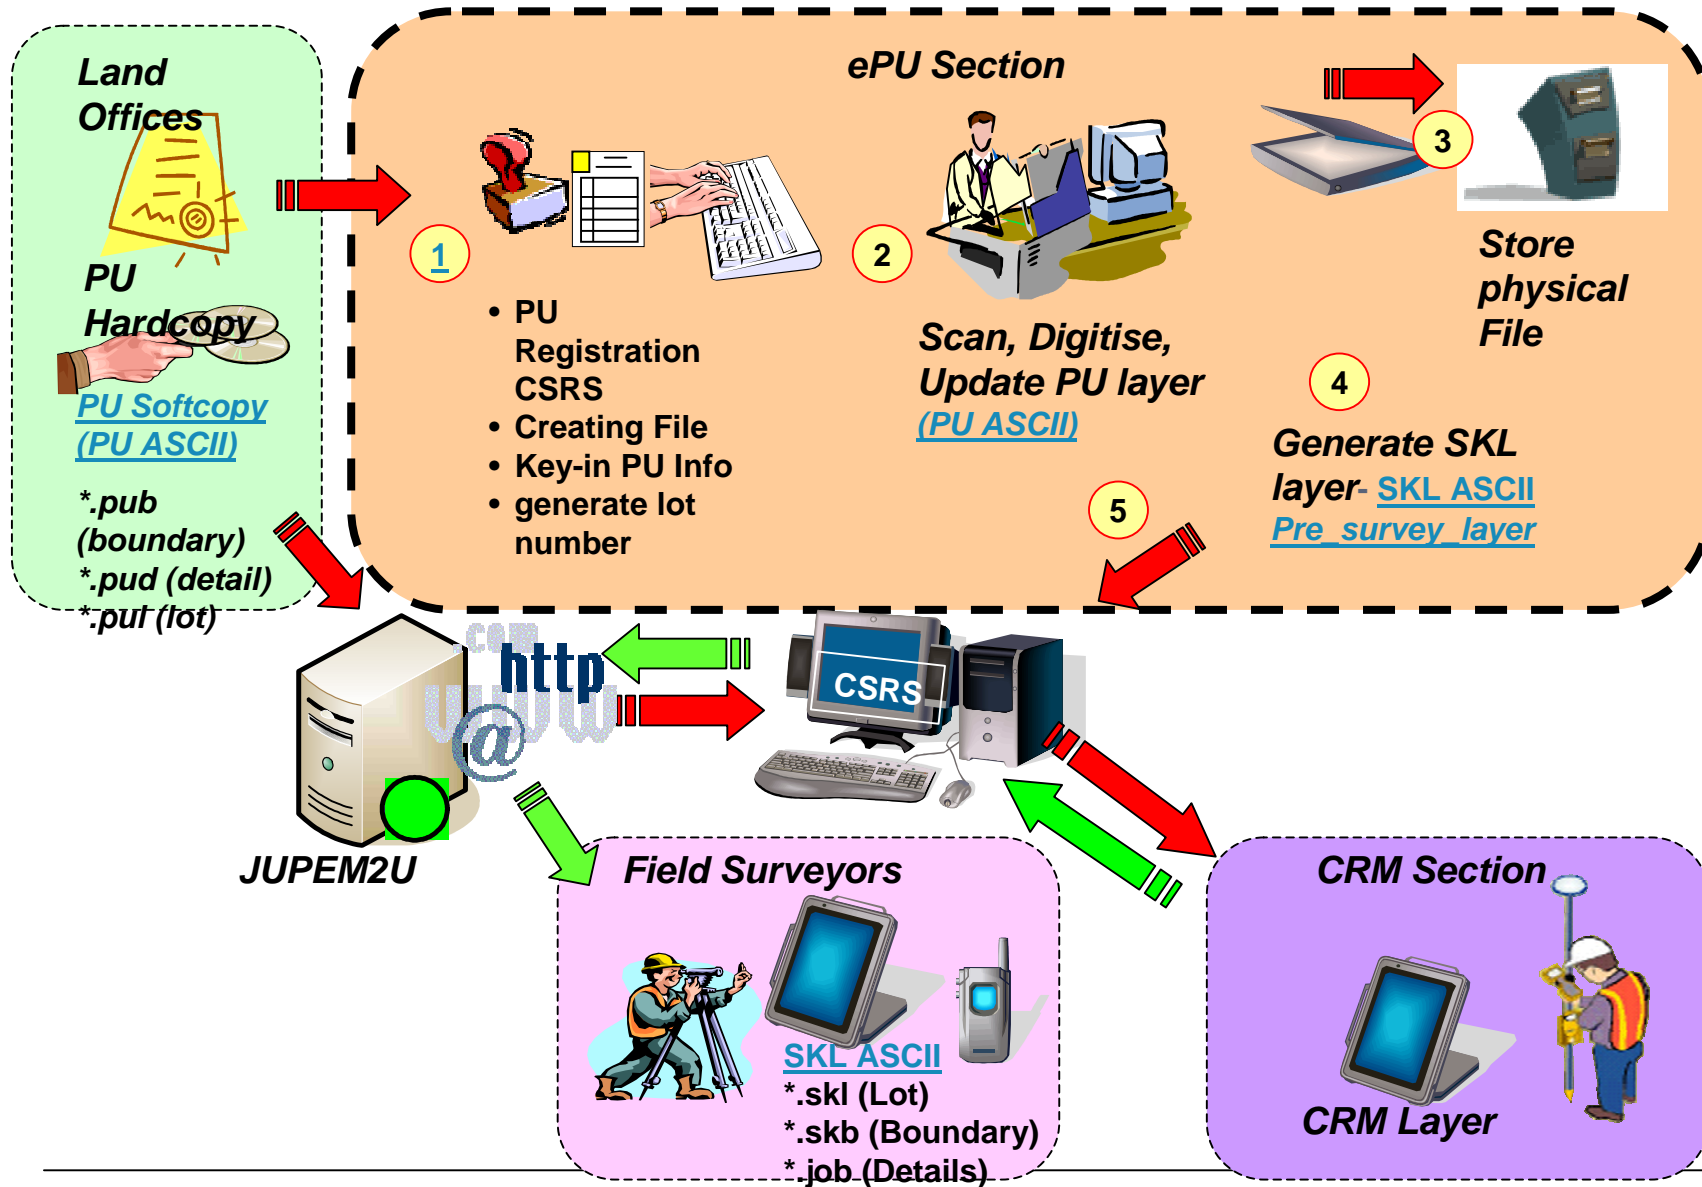 Land
Offices
PU
Hardcopy
PU Softcopy
(PU ASCII)
*.pub
(boundary)
*.pud (detail)
*.pul (lot)
ePU Section
1
• PU
Registration
CSRS
• Creating File
• Key-in PU Info
• generate lot
number
2
Scan, Digitise,
Update PU layer
(PU ASCII)
3
Store
physical
File
4
Generate SKL
layer- SKL ASCII
Pre_survey_layer
5
.com
http
www
@
JUPEM2U
CSRS
Field Surveyors
SKL ASCII
*.skl (Lot)
*.skb (Boundary)
*.job (Details)
CRM Section
CRM Layer